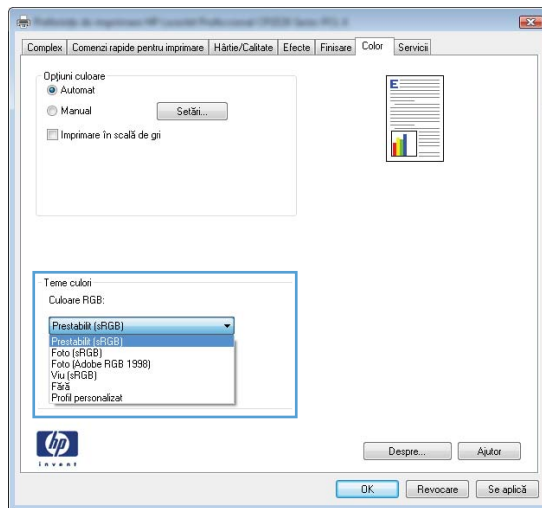 Complex Comenzi rapide pentru imprimare Hârtie/Calitate Efecte Finisare Color Servicii
Opţiuni culoare
Automat
Manual
Setări...
Imprimare în scală de gri
E
Teme culori
Culoare RGB:
Prestabilit (sRGB)
Prestabilit (sRGB)
Foto (sRGB)
Foto (Adobe RGB 1998)
Viu (sRGB)
Fără
Profil personalizat
hp
invent
Despre... Ajutor
OK Revocare Se aplică